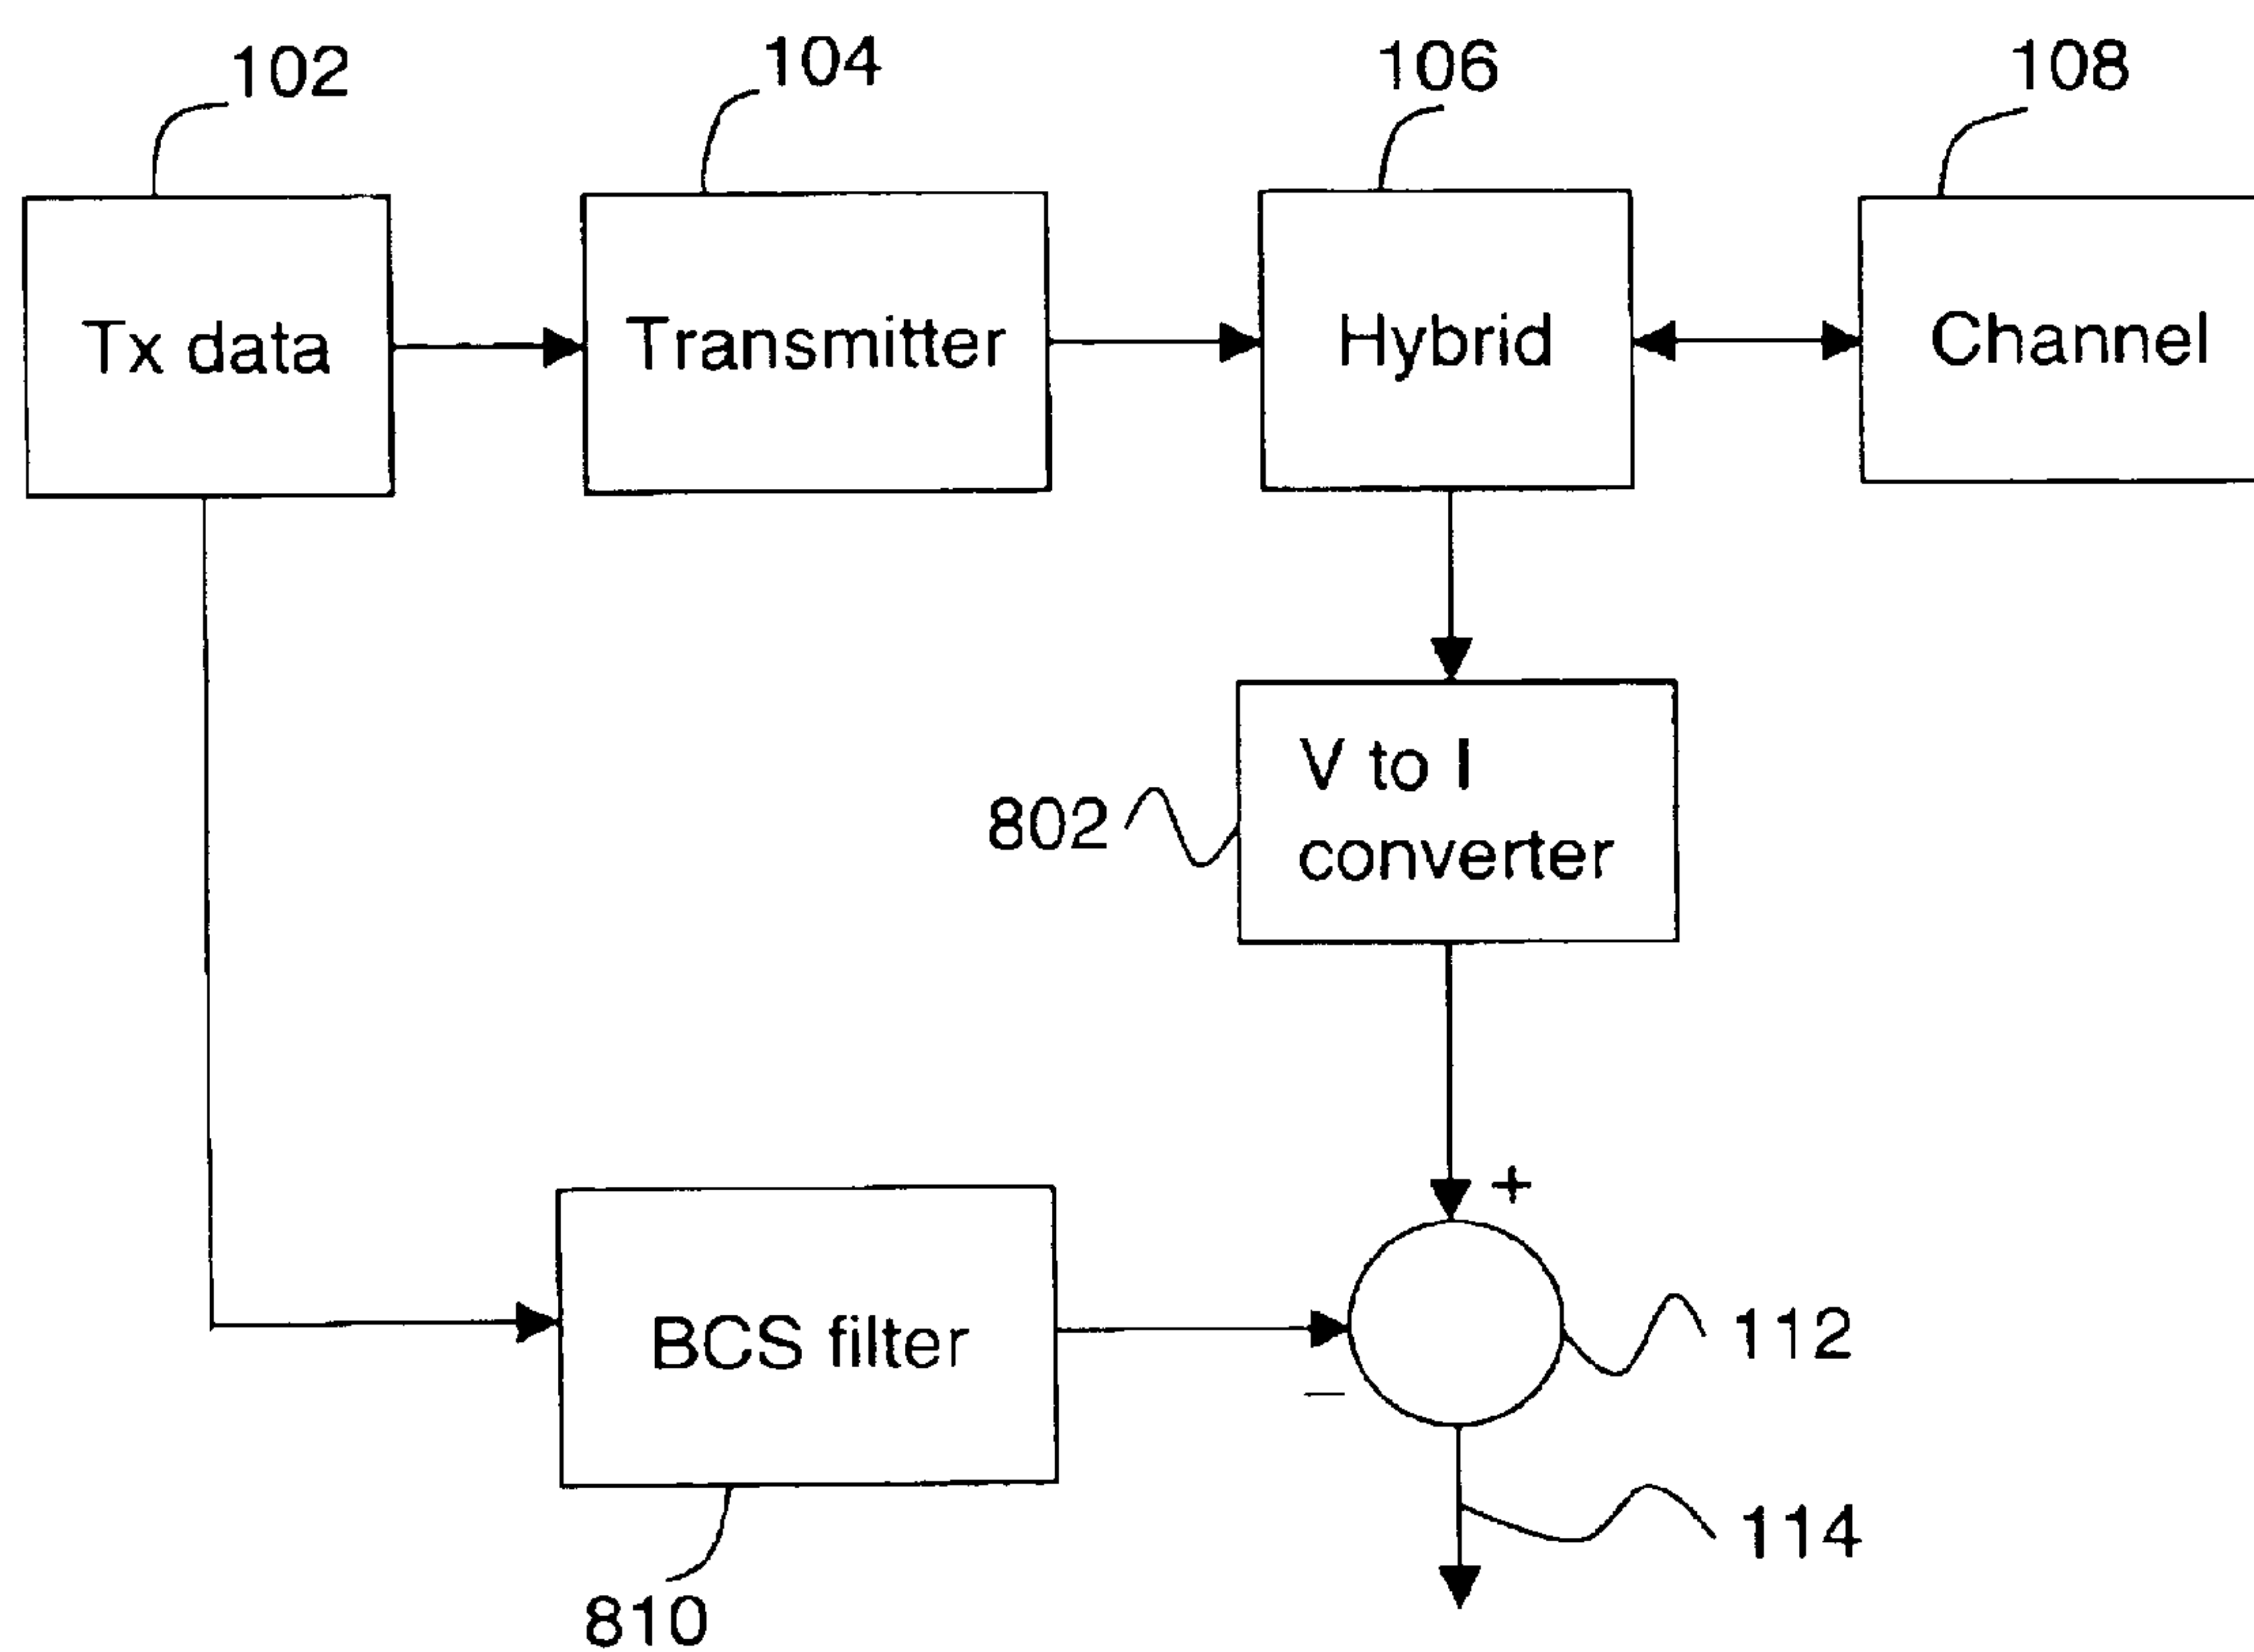 102
104
106
108
Tx data
Transmitter
Hybrid
Channel
V to I
converter
802
+
BCS filter
−
112
114
810